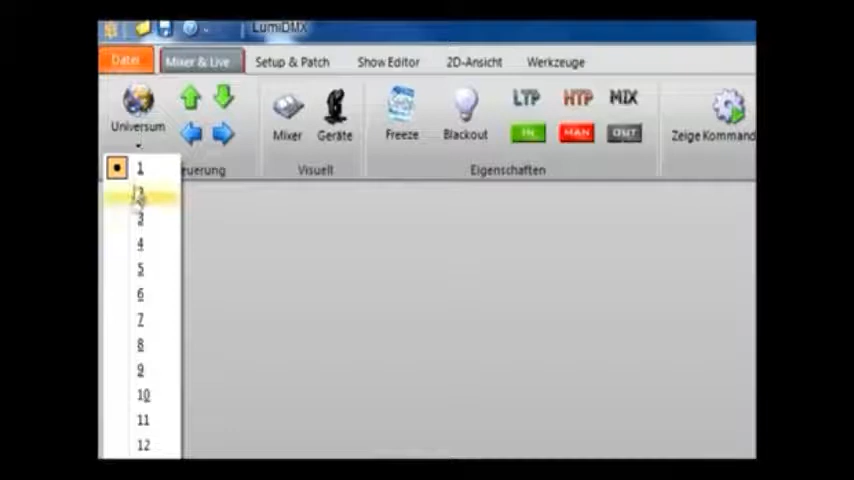 LumiDMX
Datei Mixer & Live Setup & Patch Show Editor 2D-Ansicht Werkzeuge
LTP HTP MIX
Universum Mixer Geräte Freeze Blackout IN MAN OUT Zeige Kommand
euerung Visuell Eigenschaften
1
2
3
4
5
6
7
8
9
10
11
12